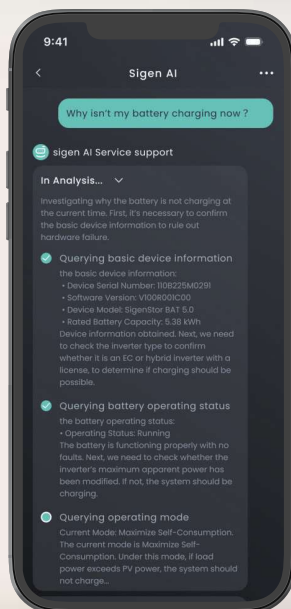 9:41
Sigen AI
Why isn't my battery charging now ?
sigen AI Service support
In Analysis...
Investigating why the battery is not charging at
the current time. First, it's necessary to confirm
the basic device information to rule out
hardware failure.
Querying basic device information
the basic device information:
• Device Serial Number: 110B225M0291
• Software Version: V100R001C00
• Device Model: SigenStor BAT 5.0
• Rated Battery Capacity: 5.38 kWh
Device information obtained. Next, we need
to check the inverter type to confirm
whether it is an EC or hybrid inverter with a
license, to determine if charging should be
possible.
Querying battery operating status
the battery operating status:
• Operating Status: Running
The battery is functioning properly with no
faults. Next, we need to check whether the
inverter's maximum apparent power has
been modified. If not, the system should be
charging.
Querying operating mode
Current Mode: Maximize Self-Consumption.
The current mode is Maximize Self-
Consumption. Under this mode, if load
power exceeds PV power, the system should
not charge...